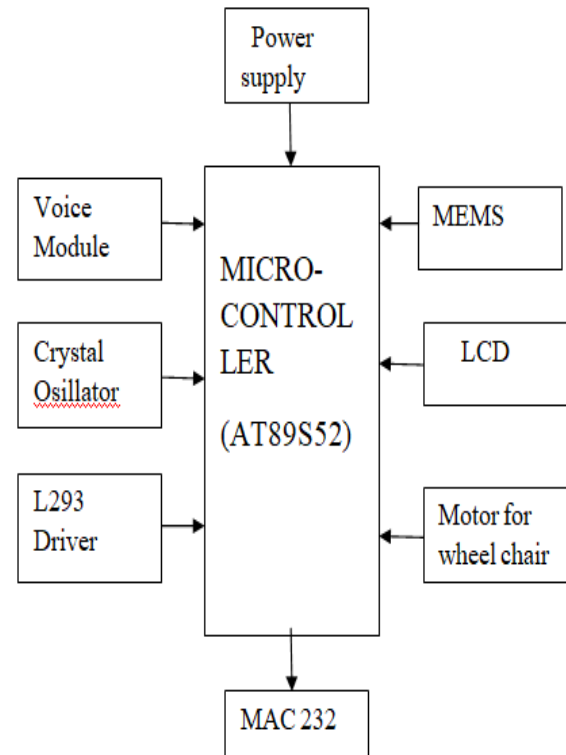 Power
supply
Voice
Module
MICRO-
CONTROL
LER
(AT89S52)
MEMS
Crystal
Osillator
LCD
L293
Driver
Motor for
wheel chair
MAC 232